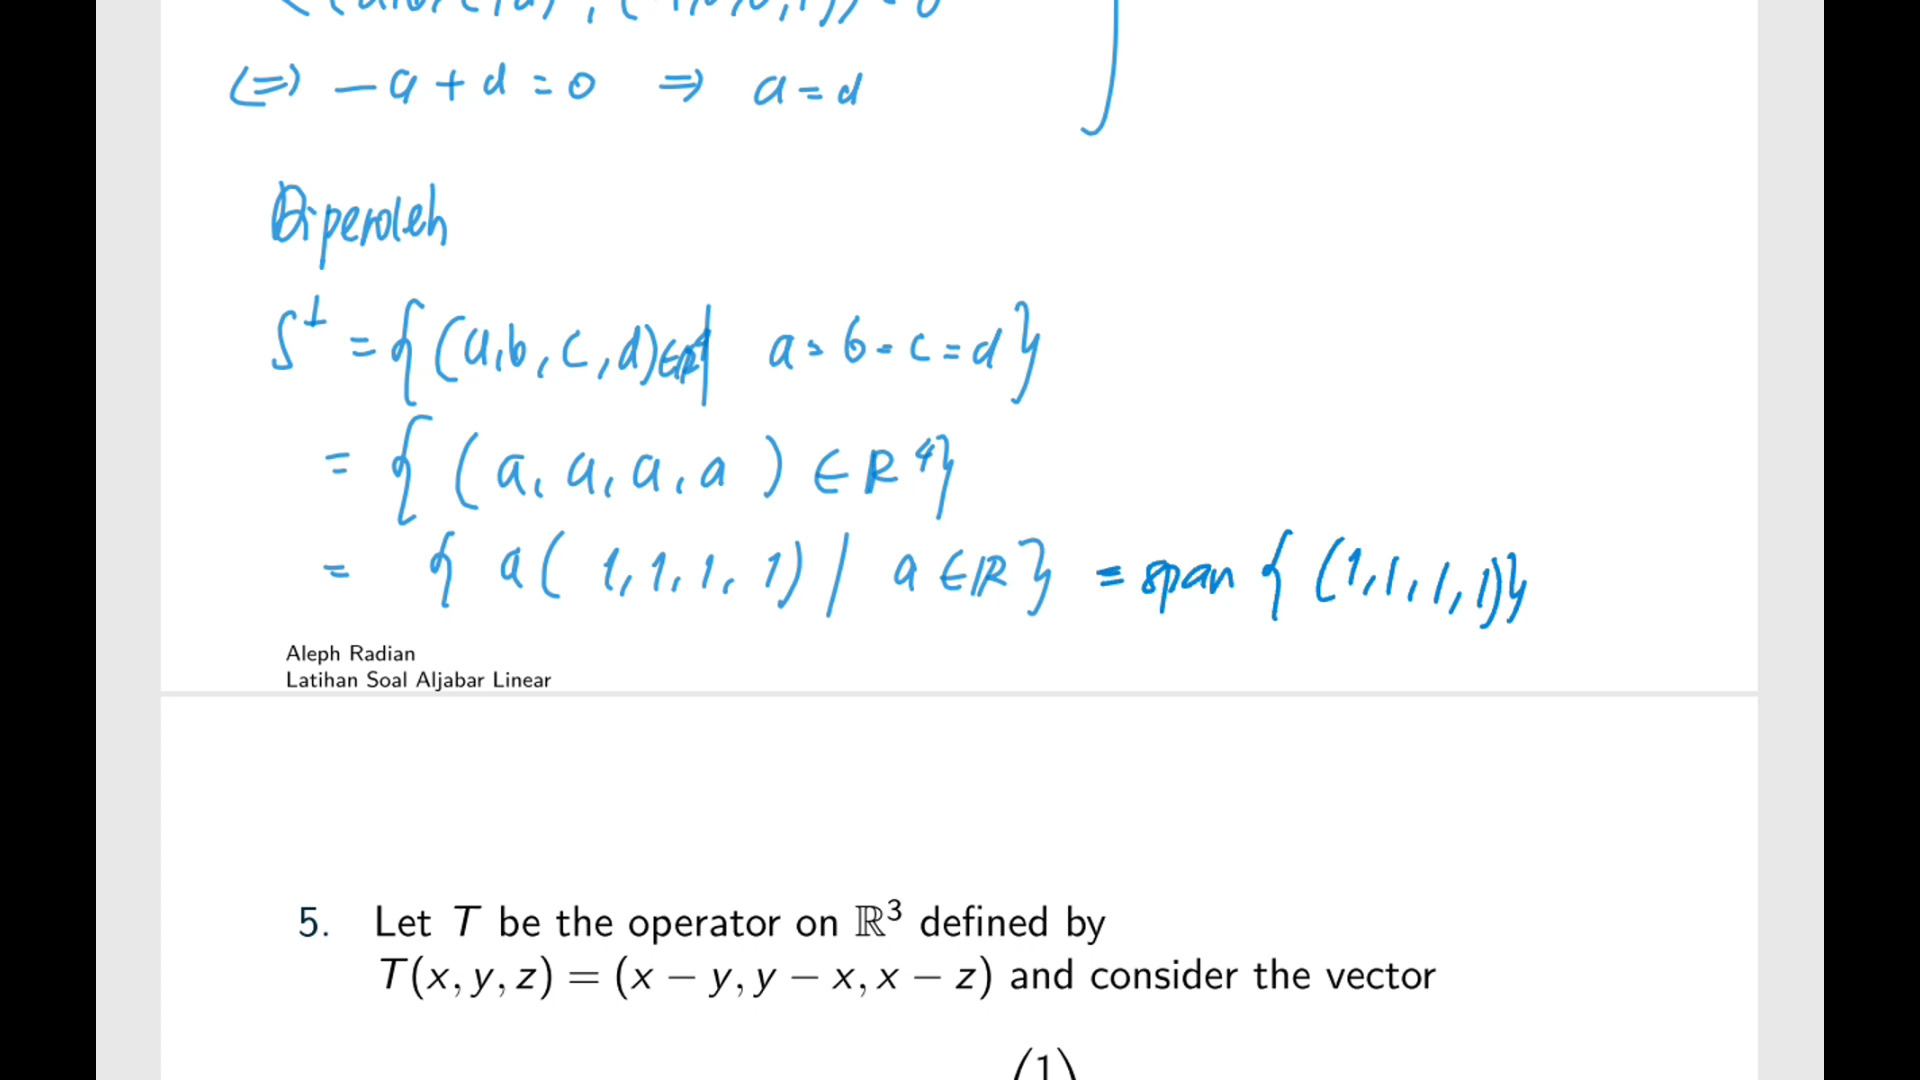 (⇔) −a + d = 0 ⇒ a = d
Diperoleh
S⊥ = { (a,b,c,d) ∈ R⁴ | a = b = c = d }
= { (a, a, a, a) ∈ R⁴}
= { a(1,1,1,1) | a ∈ R } = span { (1,1,1,1)}
Aleph Radian
Latihan Soal Aljabar Linear
5. Let T be the operator on ℝ³ defined by
T(x, y, z) = (x − y, y − x, x − z) and consider the vector